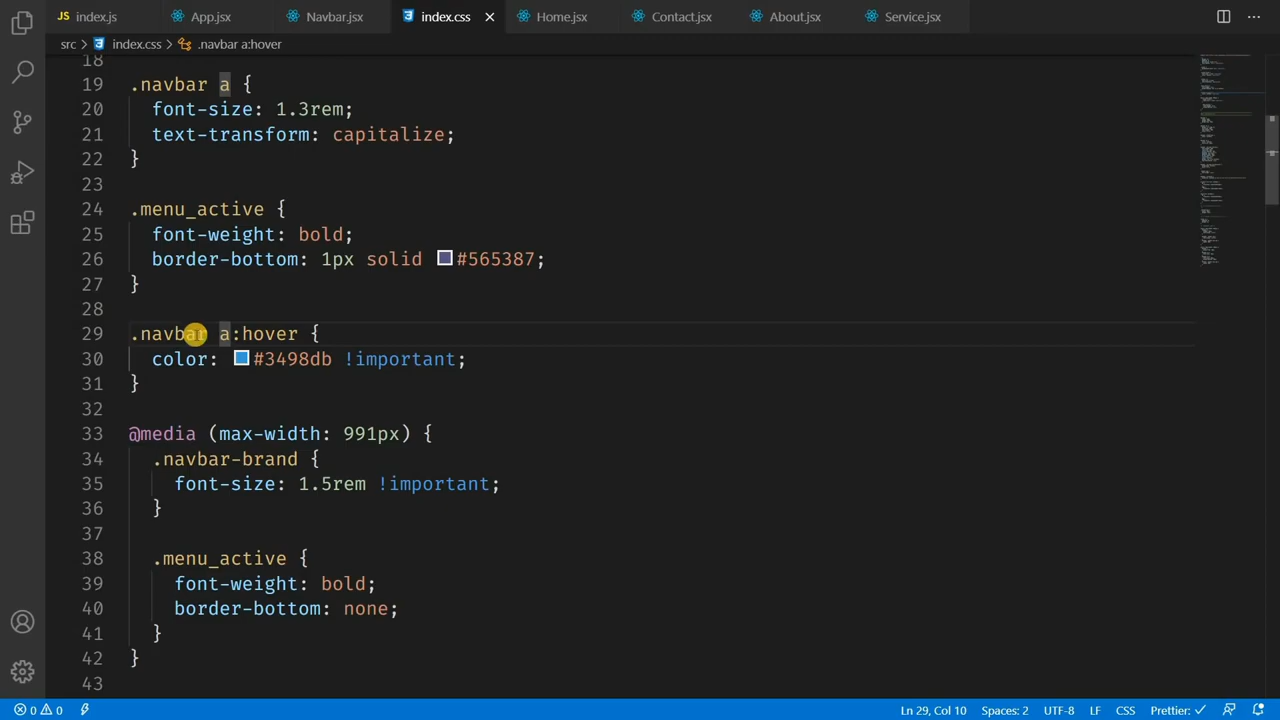 index.js App.jsx Navbar.jsx index.css Home.jsx Contact.jsx About.jsx Service.jsx
src > index.css > .navbar a:hover
18
19 .navbar a {
20 font-size: 1.3rem;
21 text-transform: capitalize;
22 }
23
24 .menu_active {
25 font-weight: bold;
26 border-bottom: 1px solid #565387;
27 }
28
29 .navbar a:hover {
30 color: #3498db !important;
31 }
32
33 @media (max-width: 991px) {
34 .navbar-brand {
35 font-size: 1.5rem !important;
36 }
37
38 .menu_active {
39 font-weight: bold;
40 border-bottom: none;
41 }
42 }
43
0 0 Ln 29, Col 10 Spaces: 2 UTF-8 LF CSS Prettier: